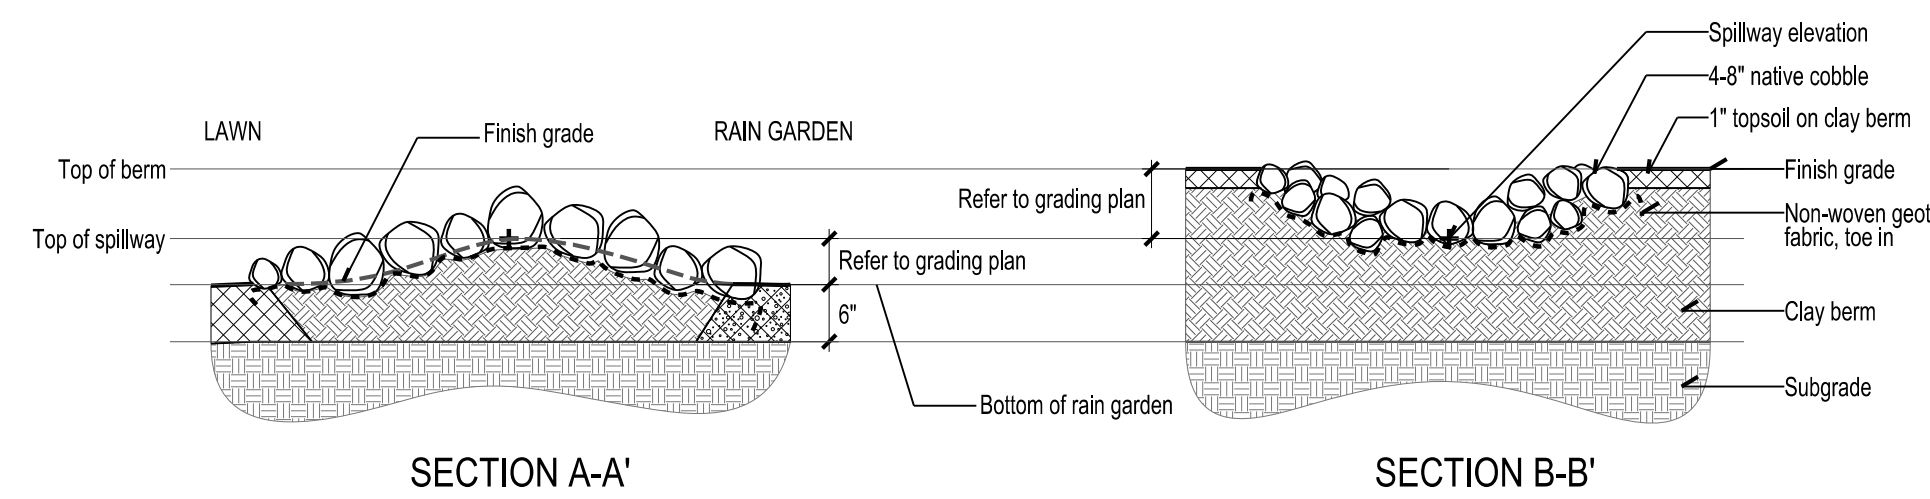 LAWN
Finish grade
RAIN GARDEN
Top of berm
Top of spillway
Refer to grading plan
Refer to grading plan
6"
Bottom of rain garden
SECTION A-A'
Spillway elevation
4-8" native cobble
1" topsoil on clay berm
Finish grade
Non-woven geot
fabric, toe in
Clay berm
Subgrade
SECTION B-B'